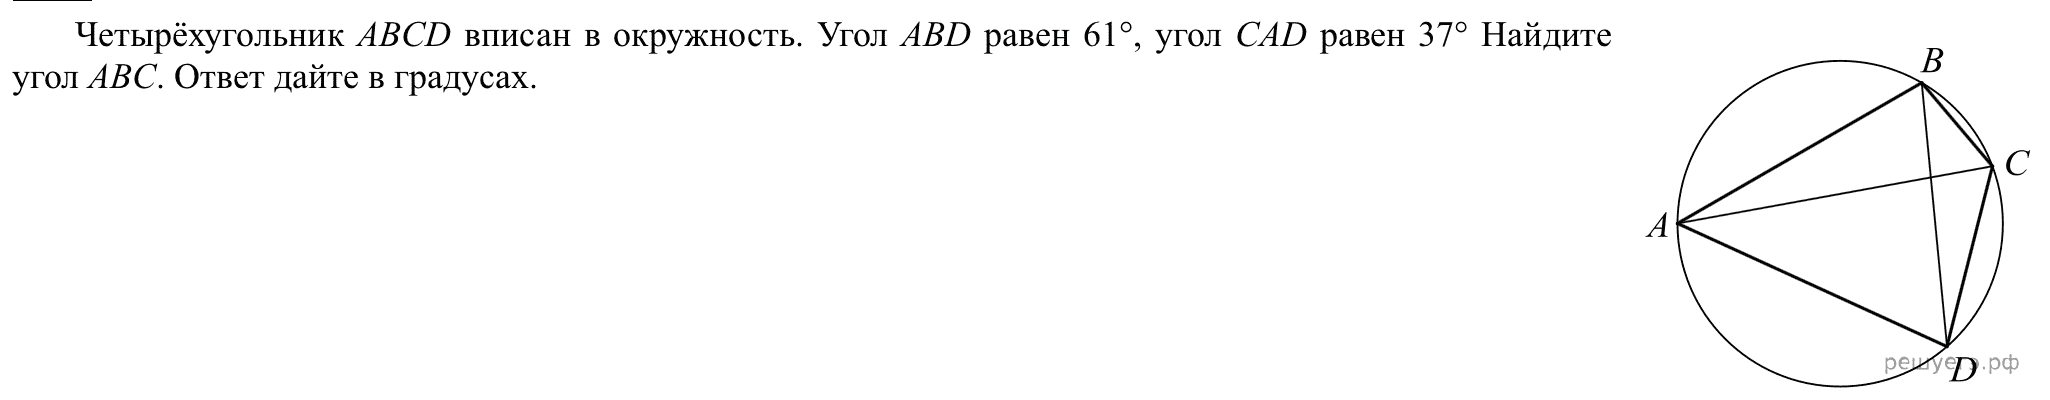 Четырёхугольник ABCD вписан в окружность. Угол ABD равен 61°, угол CAD равен 37° Найдите
угол ABC. Ответ дайте в градусах.
B
C
A
решуегэ.рф
D